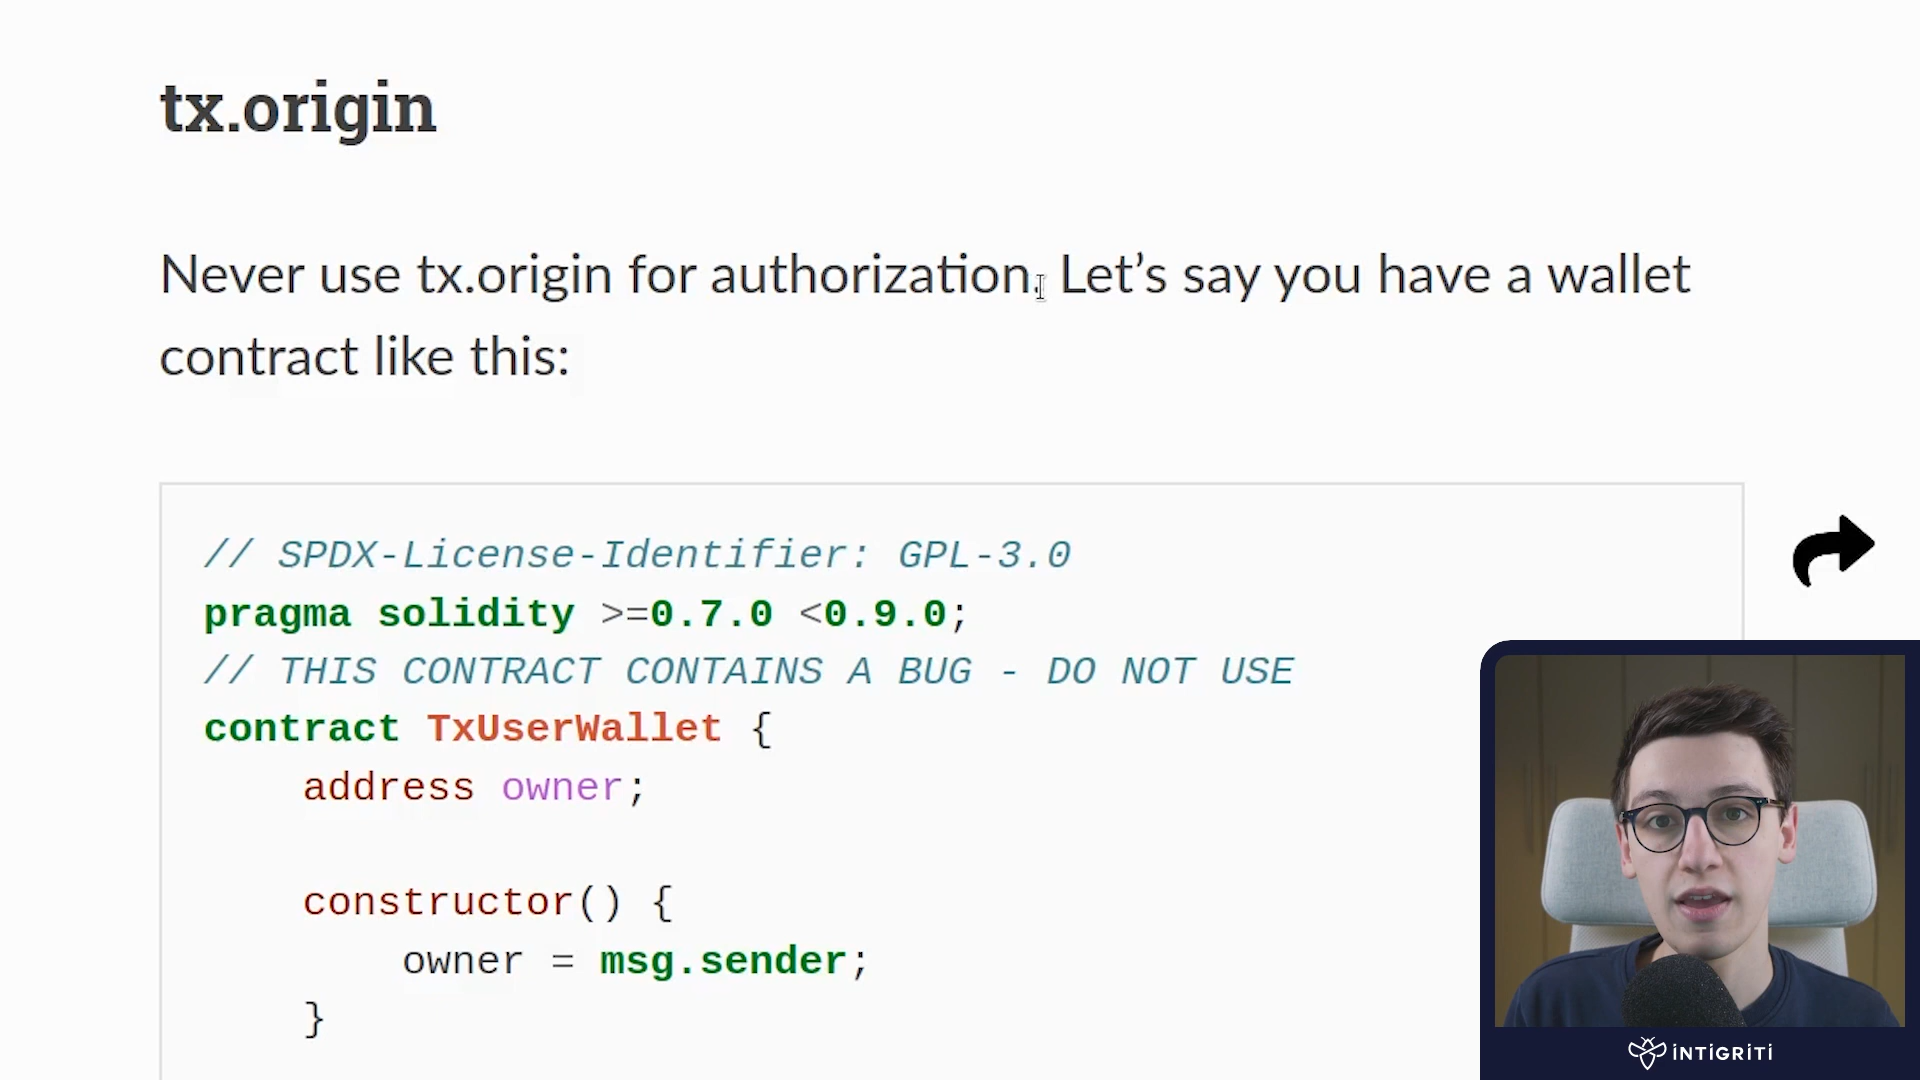 tx.origin
Never use tx.origin for authorization. Let’s say you have a wallet
contract like this:
// SPDX-License-Identifier: GPL-3.0
pragma solidity >=0.7.0 <0.9.0;
// THIS CONTRACT CONTAINS A BUG - DO NOT USE
contract TxUserWallet {
    address owner;
    constructor() {
        owner = msg.sender;
    }
INTIGRITI